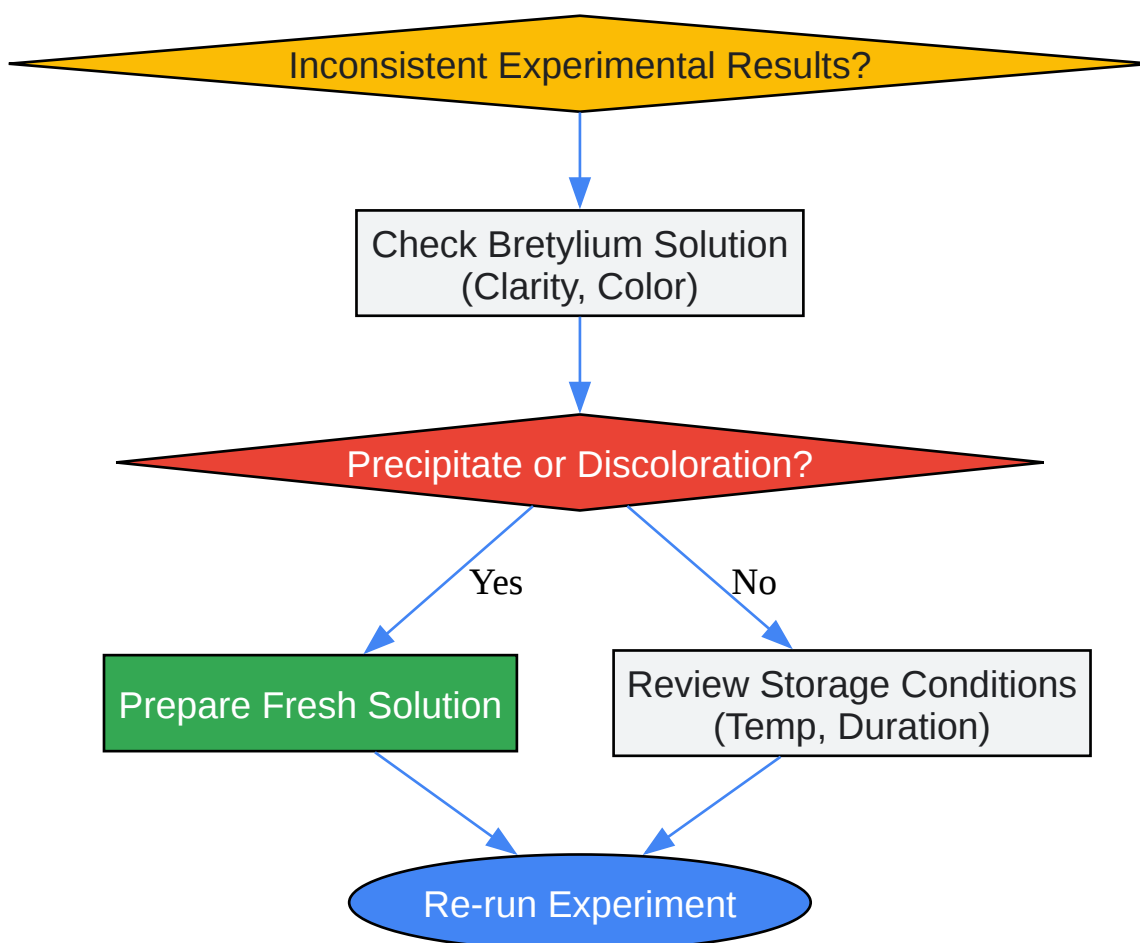 Inconsistent Experimental Results?
Check Bretylium Solution
(Clarity, Color)
Precipitate or Discoloration?
Yes
No
Prepare Fresh Solution
Review Storage Conditions
(Temp, Duration)
Re-run Experiment